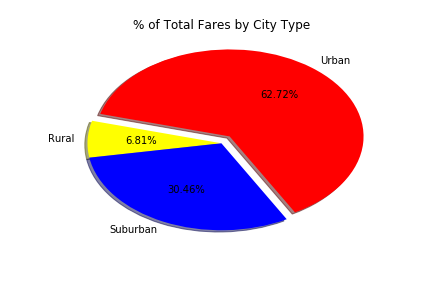 % of Total Fares by City Type
Urban
62.72%
Rural
6.81%
30.46%
Suburban